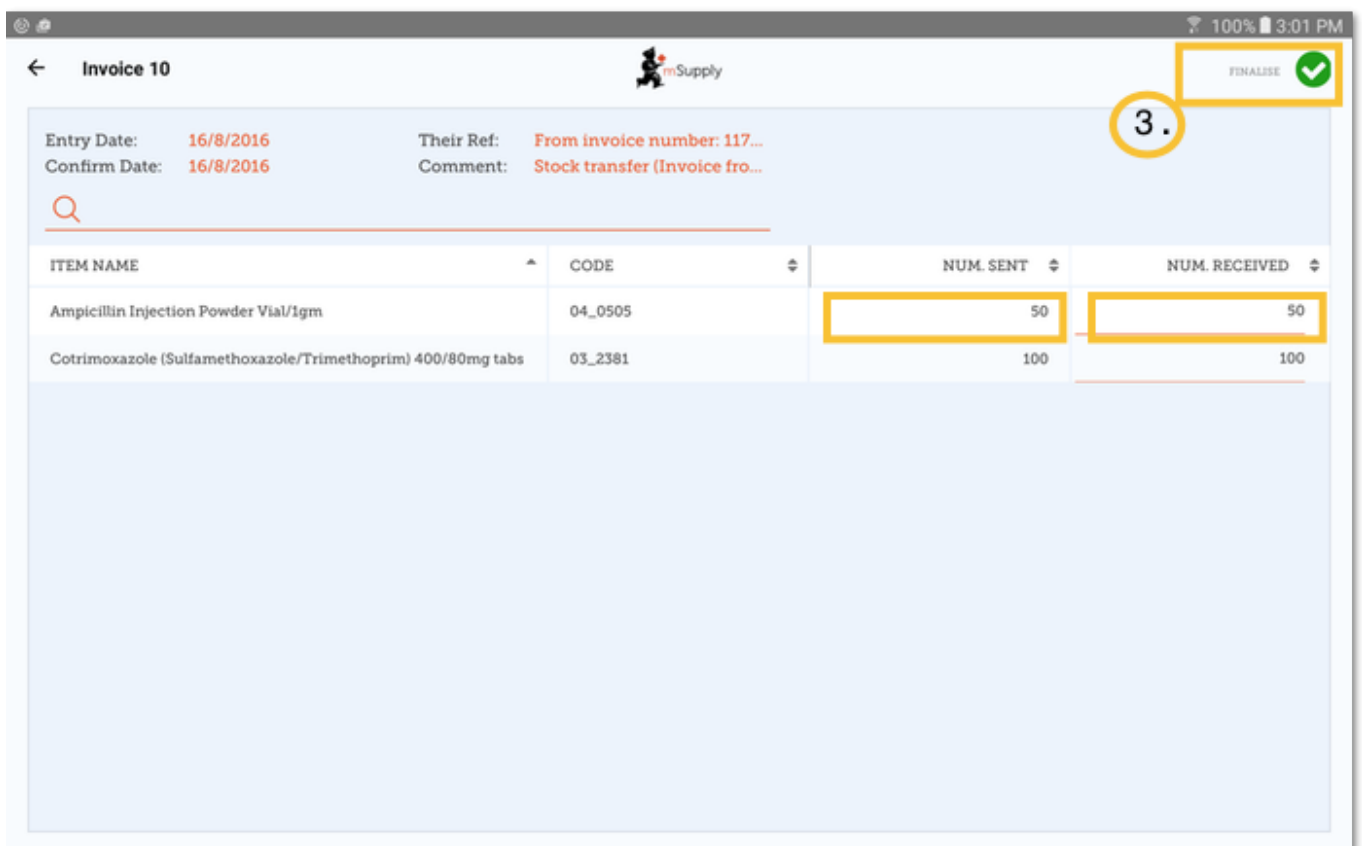 100% 3:01 PM
Invoice 10
mSupply
FINALISE
3.
Entry Date: 16/8/2016 Their Ref: From invoice number: 117...
Confirm Date: 16/8/2016 Comment: Stock transfer (Invoice fro...
ITEM NAME CODE NUM. SENT NUM. RECEIVED
Ampicillin Injection Powder Vial/1gm 04_0505 50 50
Cotrimoxazole (Sulfamethoxazole/Trimethoprim) 400/80mg tabs 03_2381 100 100